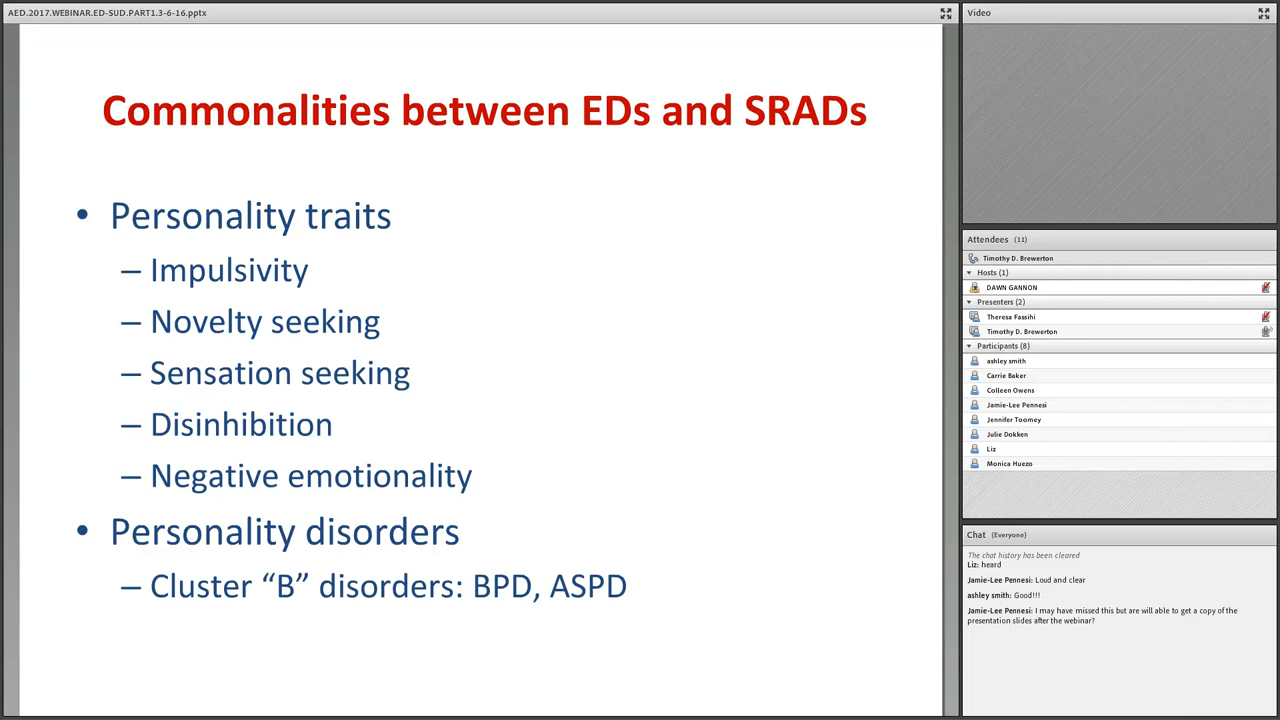 AED.2017.WEBINAR.ED-SUD.PART1.3-6-16.pptx
Commonalities between EDs and SRADs
• Personality traits
– Impulsivity
– Novelty seeking
– Sensation seeking
– Disinhibition
– Negative emotionality
• Personality disorders
– Cluster “B” disorders: BPD, ASPD
Video
Attendees (11)
Timothy D. Brewerton
Hosts (1)
DAWN GANNON
Presenters (2)
Theresa Fassihi
Timothy D. Brewerton
Participants (8)
ashley smith
Carrie Baker
Colleen Owens
Jamie-Lee Pennesi
Jennifer Toomey
Julie Dokken
Liz
Monica Huezo
Chat (Everyone)
The chat history has been cleared
Liz: heard
Jamie-Lee Pennesi: Loud and clear
ashley smith: Good!!!
Jamie-Lee Pennesi: I may have missed this but are will able to get a copy of the
presentation slides after the webinar?